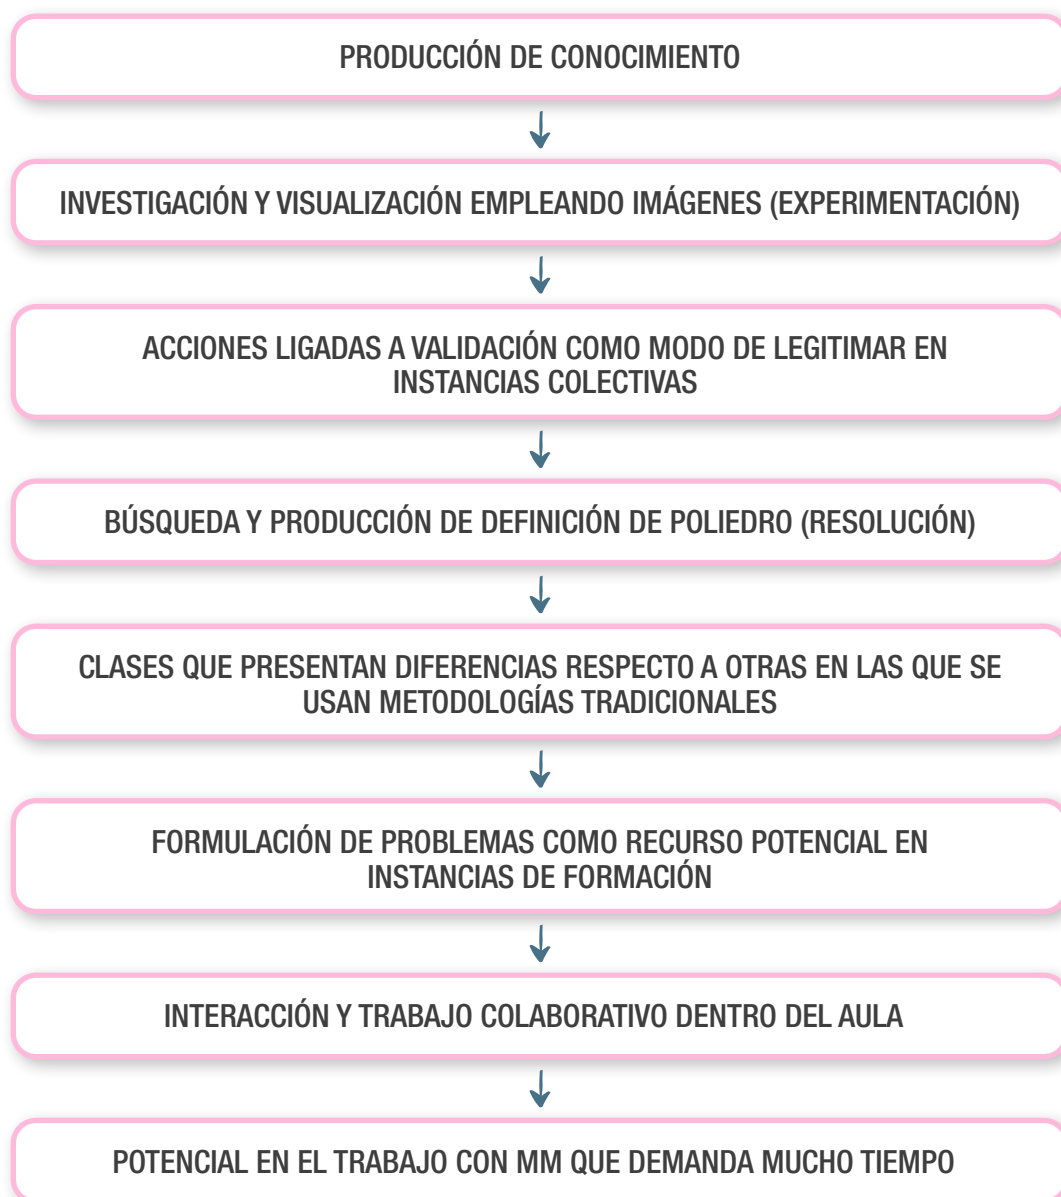 PRODUCCIÓN DE CONOCIMIENTO
INVESTIGACIÓN Y VISUALIZACIÓN EMPLEANDO IMÁGENES (EXPERIMENTACIÓN)
ACCIONES LIGADAS A VALIDACIÓN COMO MODO DE LEGITIMAR EN
INSTANCIAS COLECTIVAS
BÚSQUEDA Y PRODUCCIÓN DE DEFINICIÓN DE POLIEDRO (RESOLUCIÓN)
CLASES QUE PRESENTAN DIFERENCIAS RESPECTO A OTRAS EN LAS QUE SE
USAN METODOLOGÍAS TRADICIONALES
FORMULACIÓN DE PROBLEMAS COMO RECURSO POTENCIAL EN
INSTANCIAS DE FORMACIÓN
INTERACCIÓN Y TRABAJO COLABORATIVO DENTRO DEL AULA
POTENCIAL EN EL TRABAJO CON MM QUE DEMANDA MUCHO TIEMPO